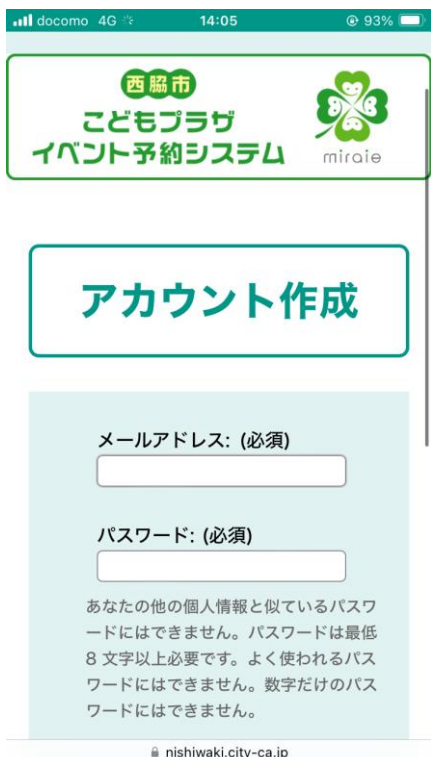 docomo 4G 14:05 93%
西脇市
こどもプラザ
イベント予約システム
miraie
アカウント作成
メールアドレス: (必須)
パスワード: (必須)
あなたの他の個人情報と似ているパスワ
ードにはできません。パスワードは最低
8 文字以上必要です。よく使われるパス
ワードにはできません。数字だけのパス
ワードにはできません。
nishiwaki.city-ca.jp